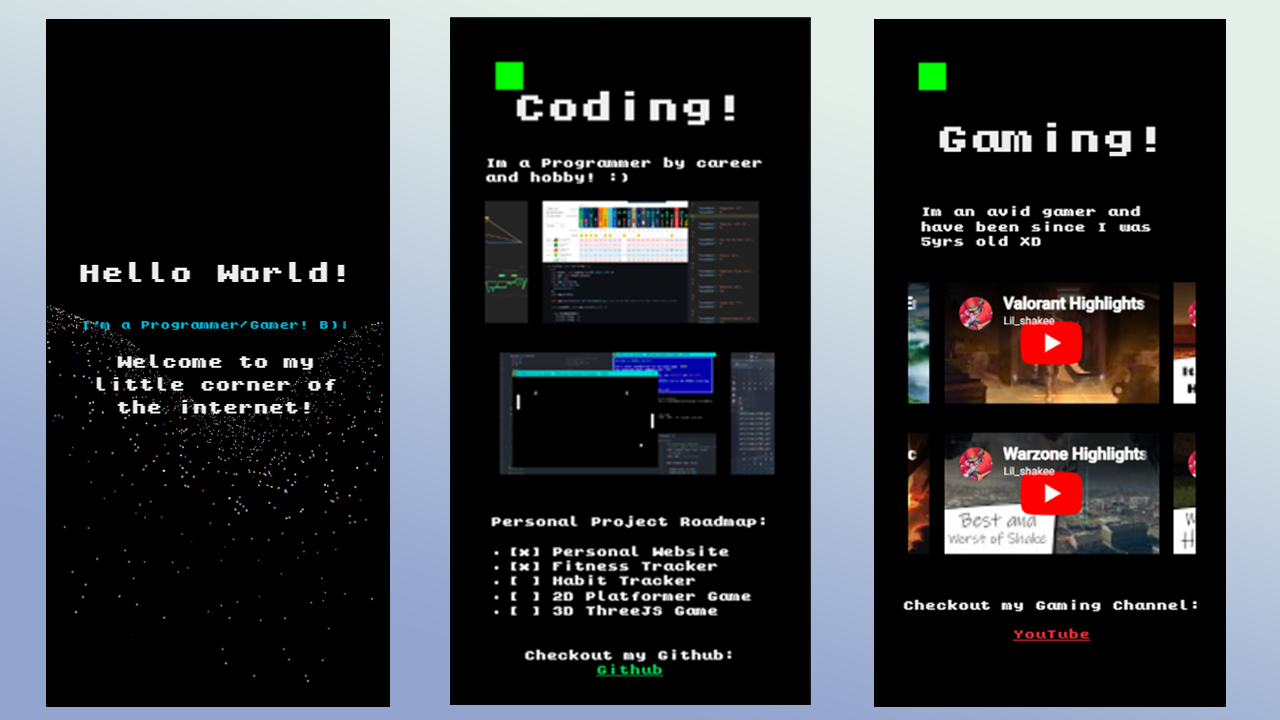 Hello World!
I'm a Programmer/Gamer! B)|
Welcome to my
little corner of
the internet!
Coding!
Im a Programmer by career
and hobby! :)
Personal Project Roadmap:
• [x] Personal Website
• [x] Fitness Tracker
• [ ] Habit Tracker
• [ ] 2D Platformer Game
• [ ] 3D ThreeJS Game
Checkout my Github:
Github
Gaming!
Im an avid gamer and
have been since I was
5yrs old XD
Valorant Highlights
Lil_shakee
Warzone Highlights
Lil_shakee
Best and
Worst of Shake
Checkout my Gaming Channel:
YouTube